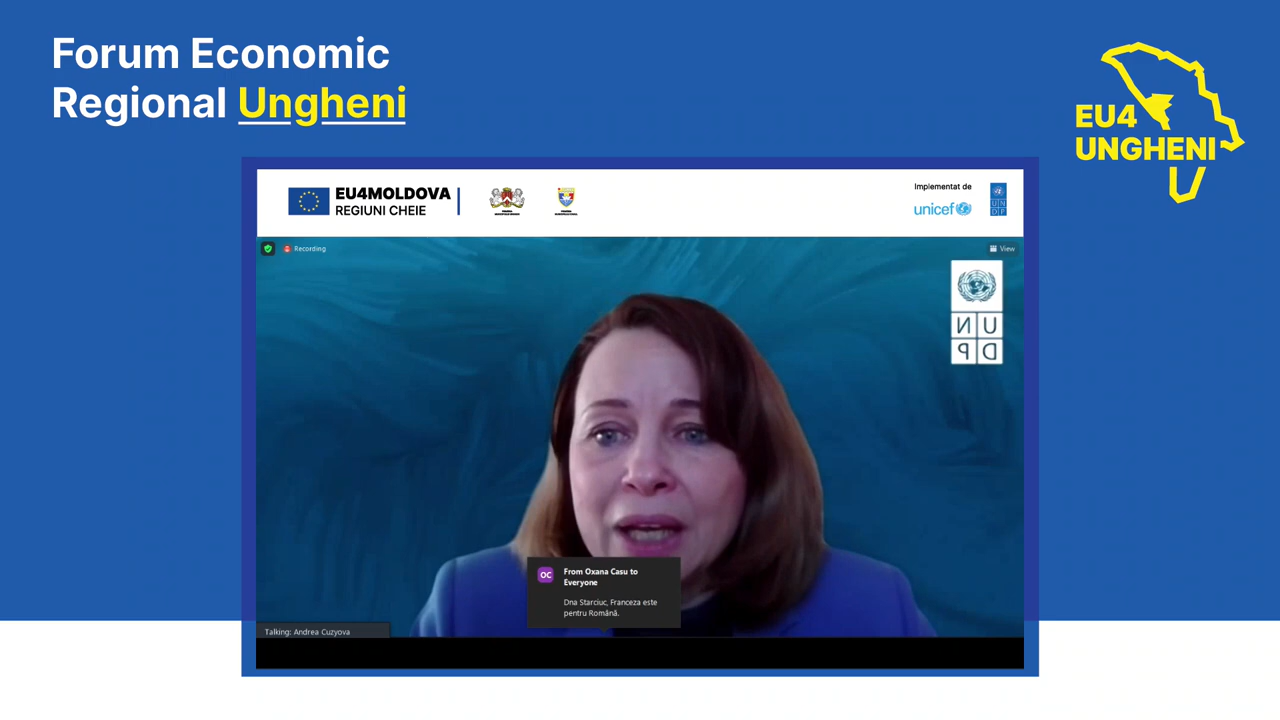 Forum Economic
Regional Ungheni
EU4
UNGHENI
EU4MOLDOVA
REGIUNI CHEIE
Implementat de
unicef
U N
D P
Recording
View
U N
D P
From Oxana Casu to
Everyone
OC
Dna Starciuc, Franceza este
pentru Română.
Talking: Andrea Cuzyova